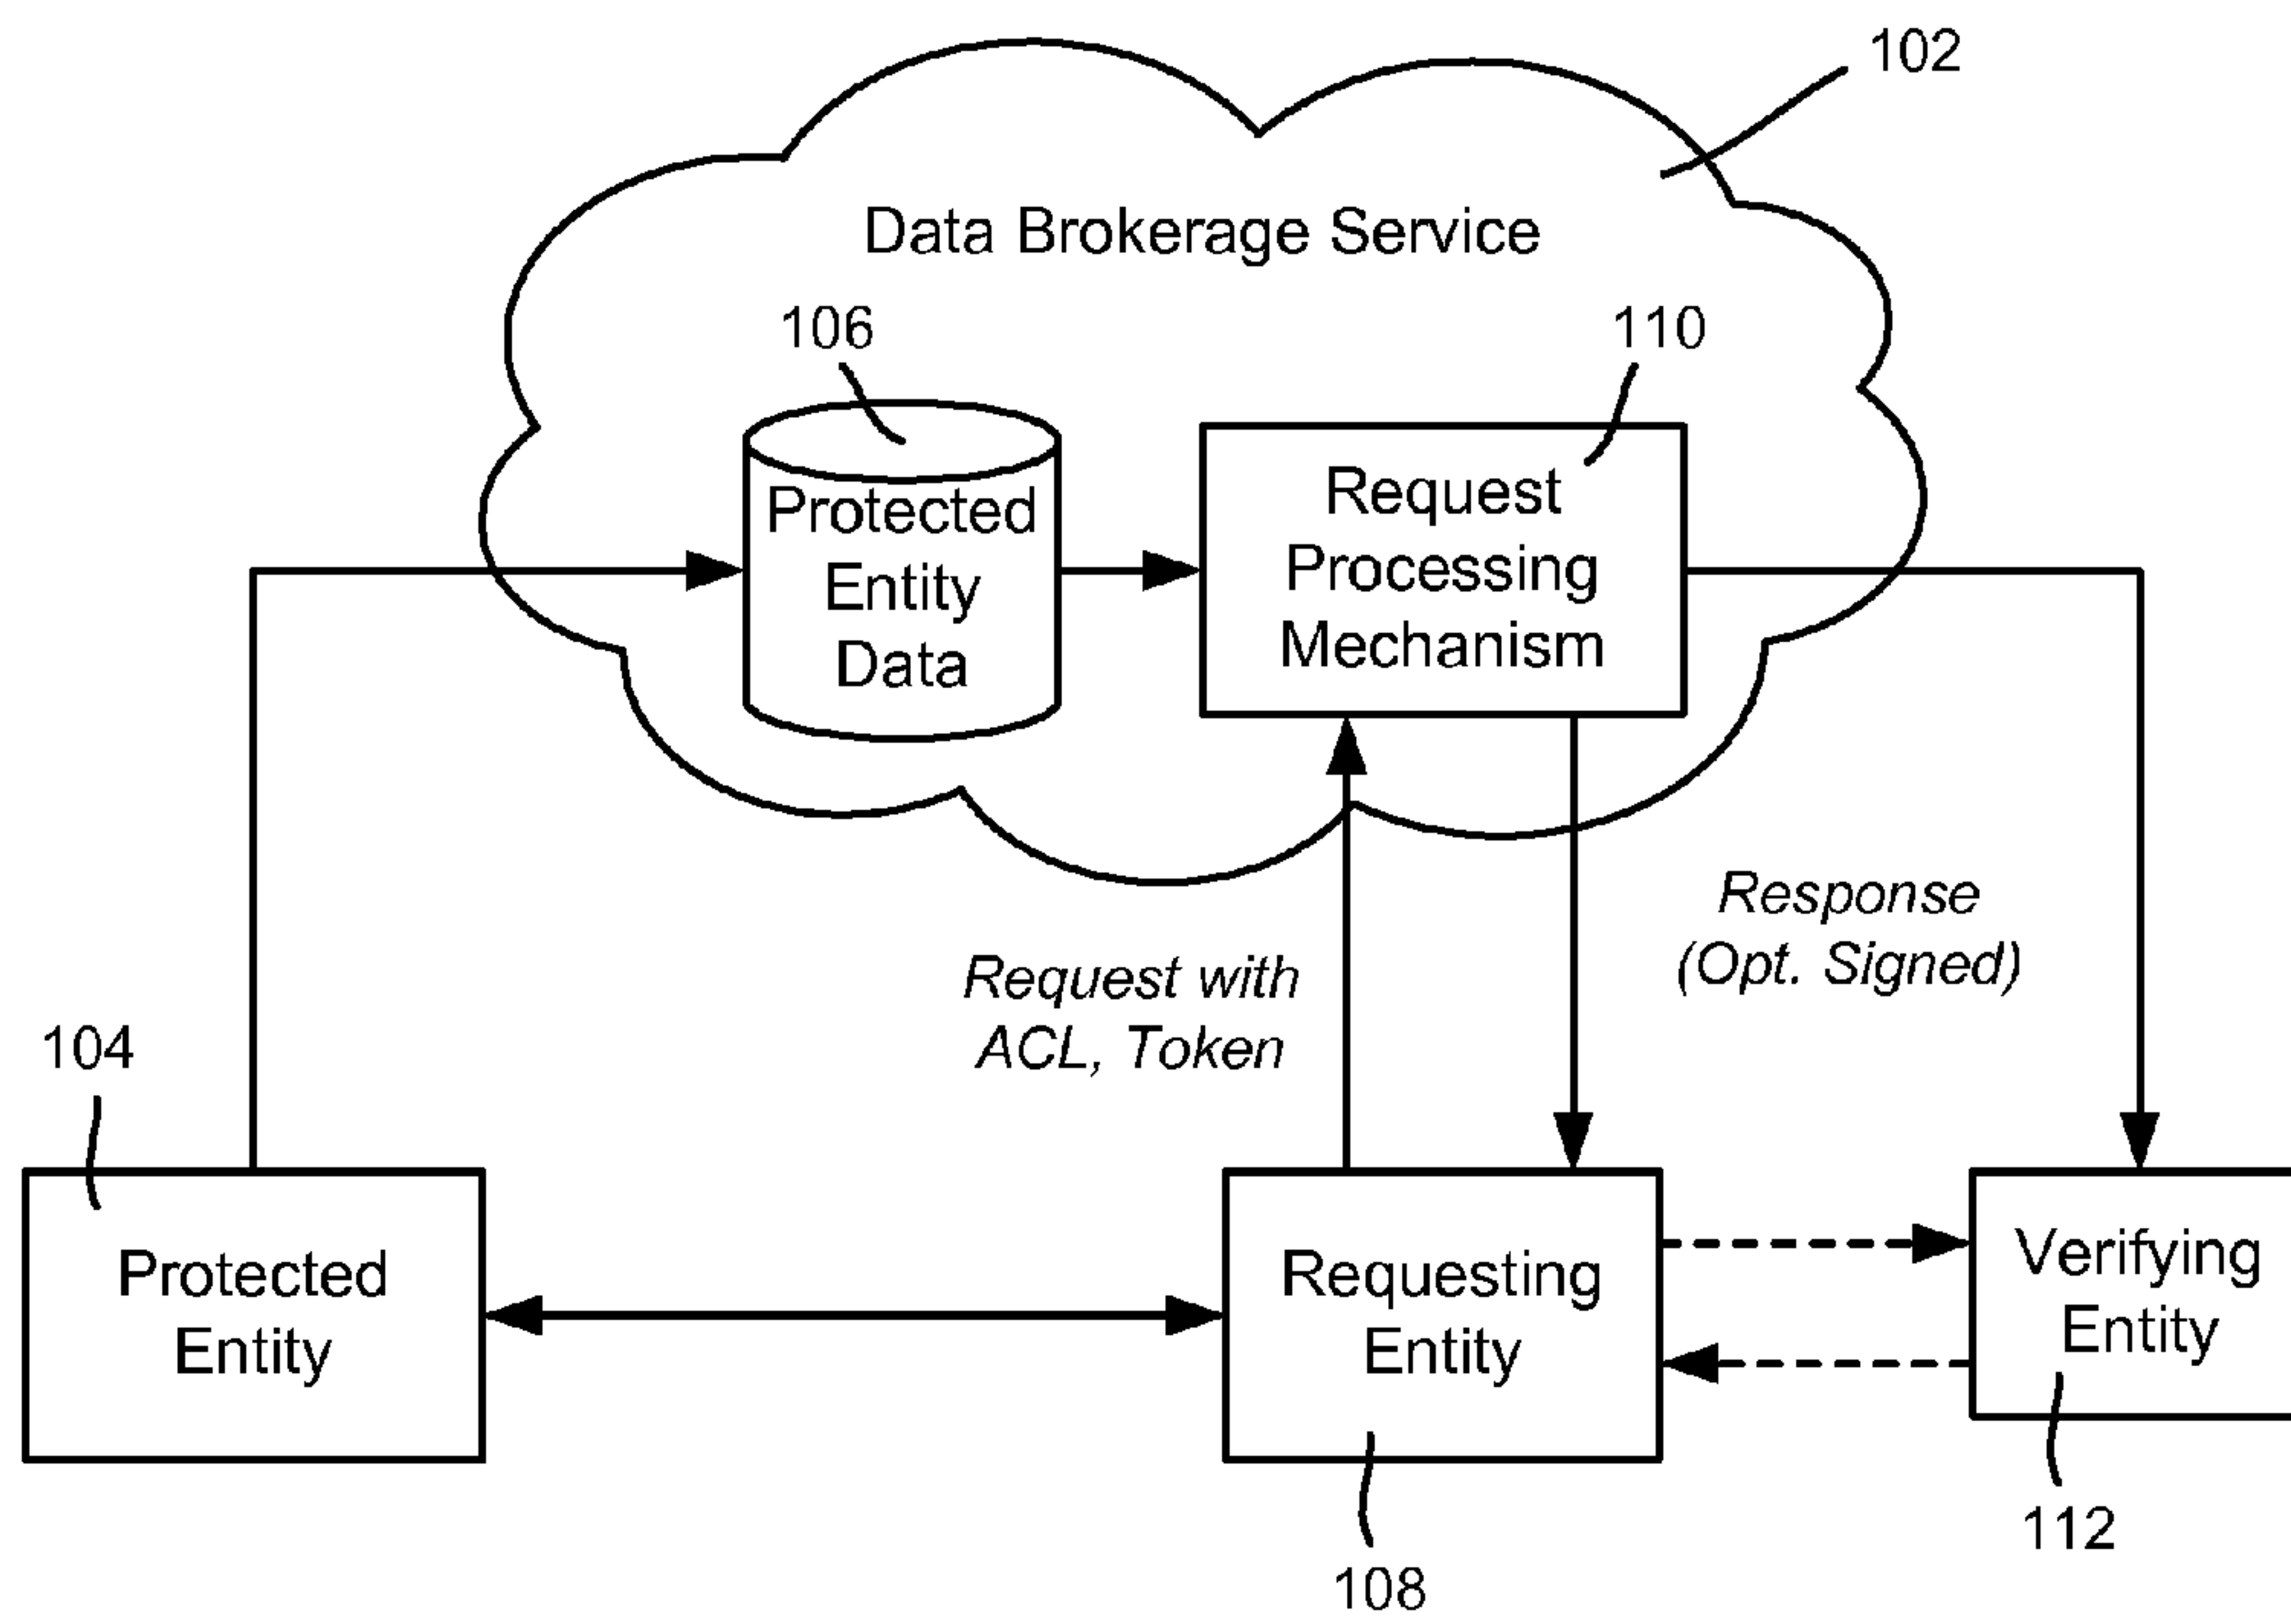 102
Data Brokerage Service
106
110
Protected
Entity
Data
Request
Processing
Mechanism
Response
(Opt. Signed)
Request with
ACL, Token
104
Protected
Entity
Requesting
Entity
Verifying
Entity
112
108